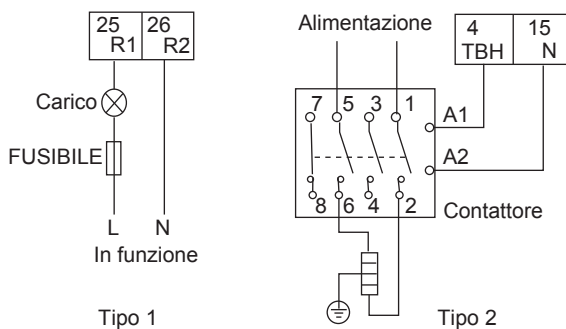 25 26
R1 R2
Carico
FUSIBILE
L N
In funzione
Tipo 1
Alimentazione
4 15
TBH N
7 5 3 1
A1
A2
8 6 4 2
Contattore
Tipo 2